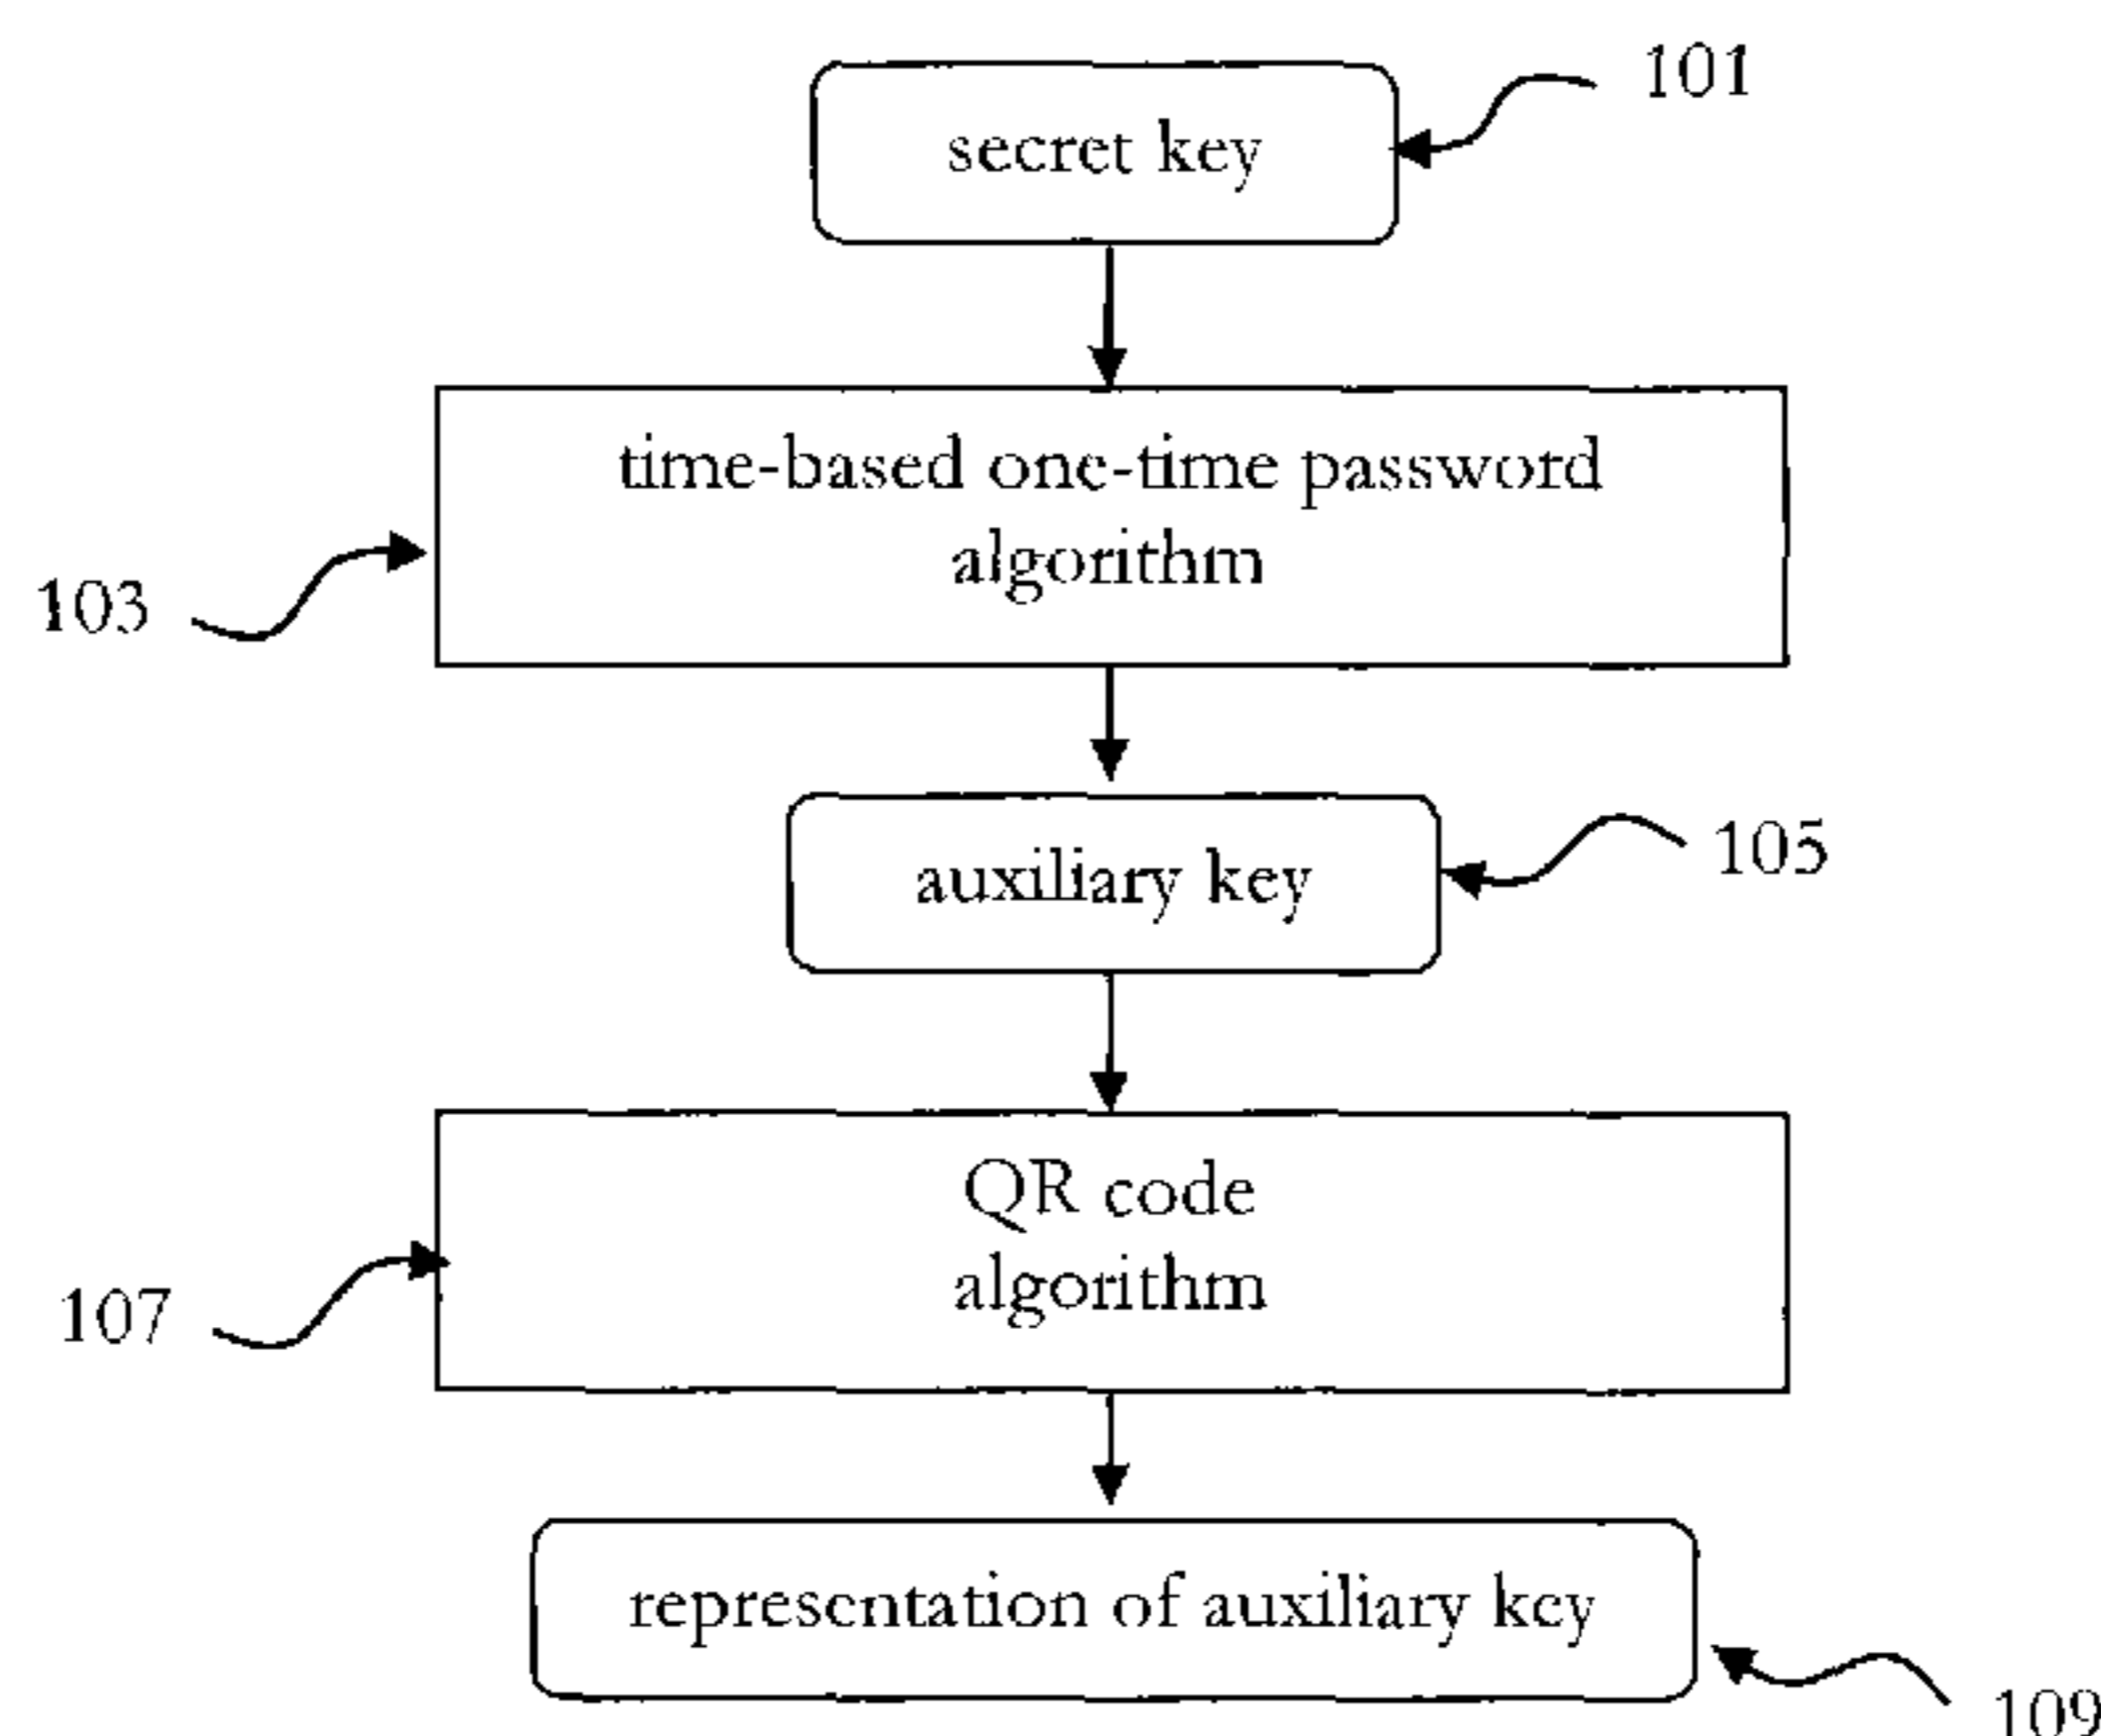 101
secret key
time-based one-time password
algorithm
103
auxiliary key
105
QR code
algorithm
107
representation of auxiliary key
109